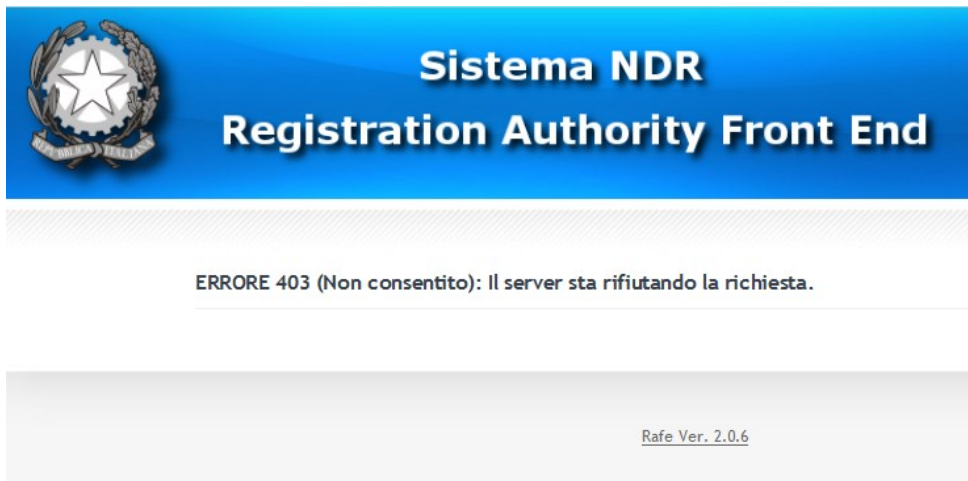 Sistema NDR
Registration Authority Front End
REPVBBLICA ITALIANA
ERRORE 403 (Non consentito): Il server sta rifiutando la richiesta.
Rafe Ver. 2.0.6